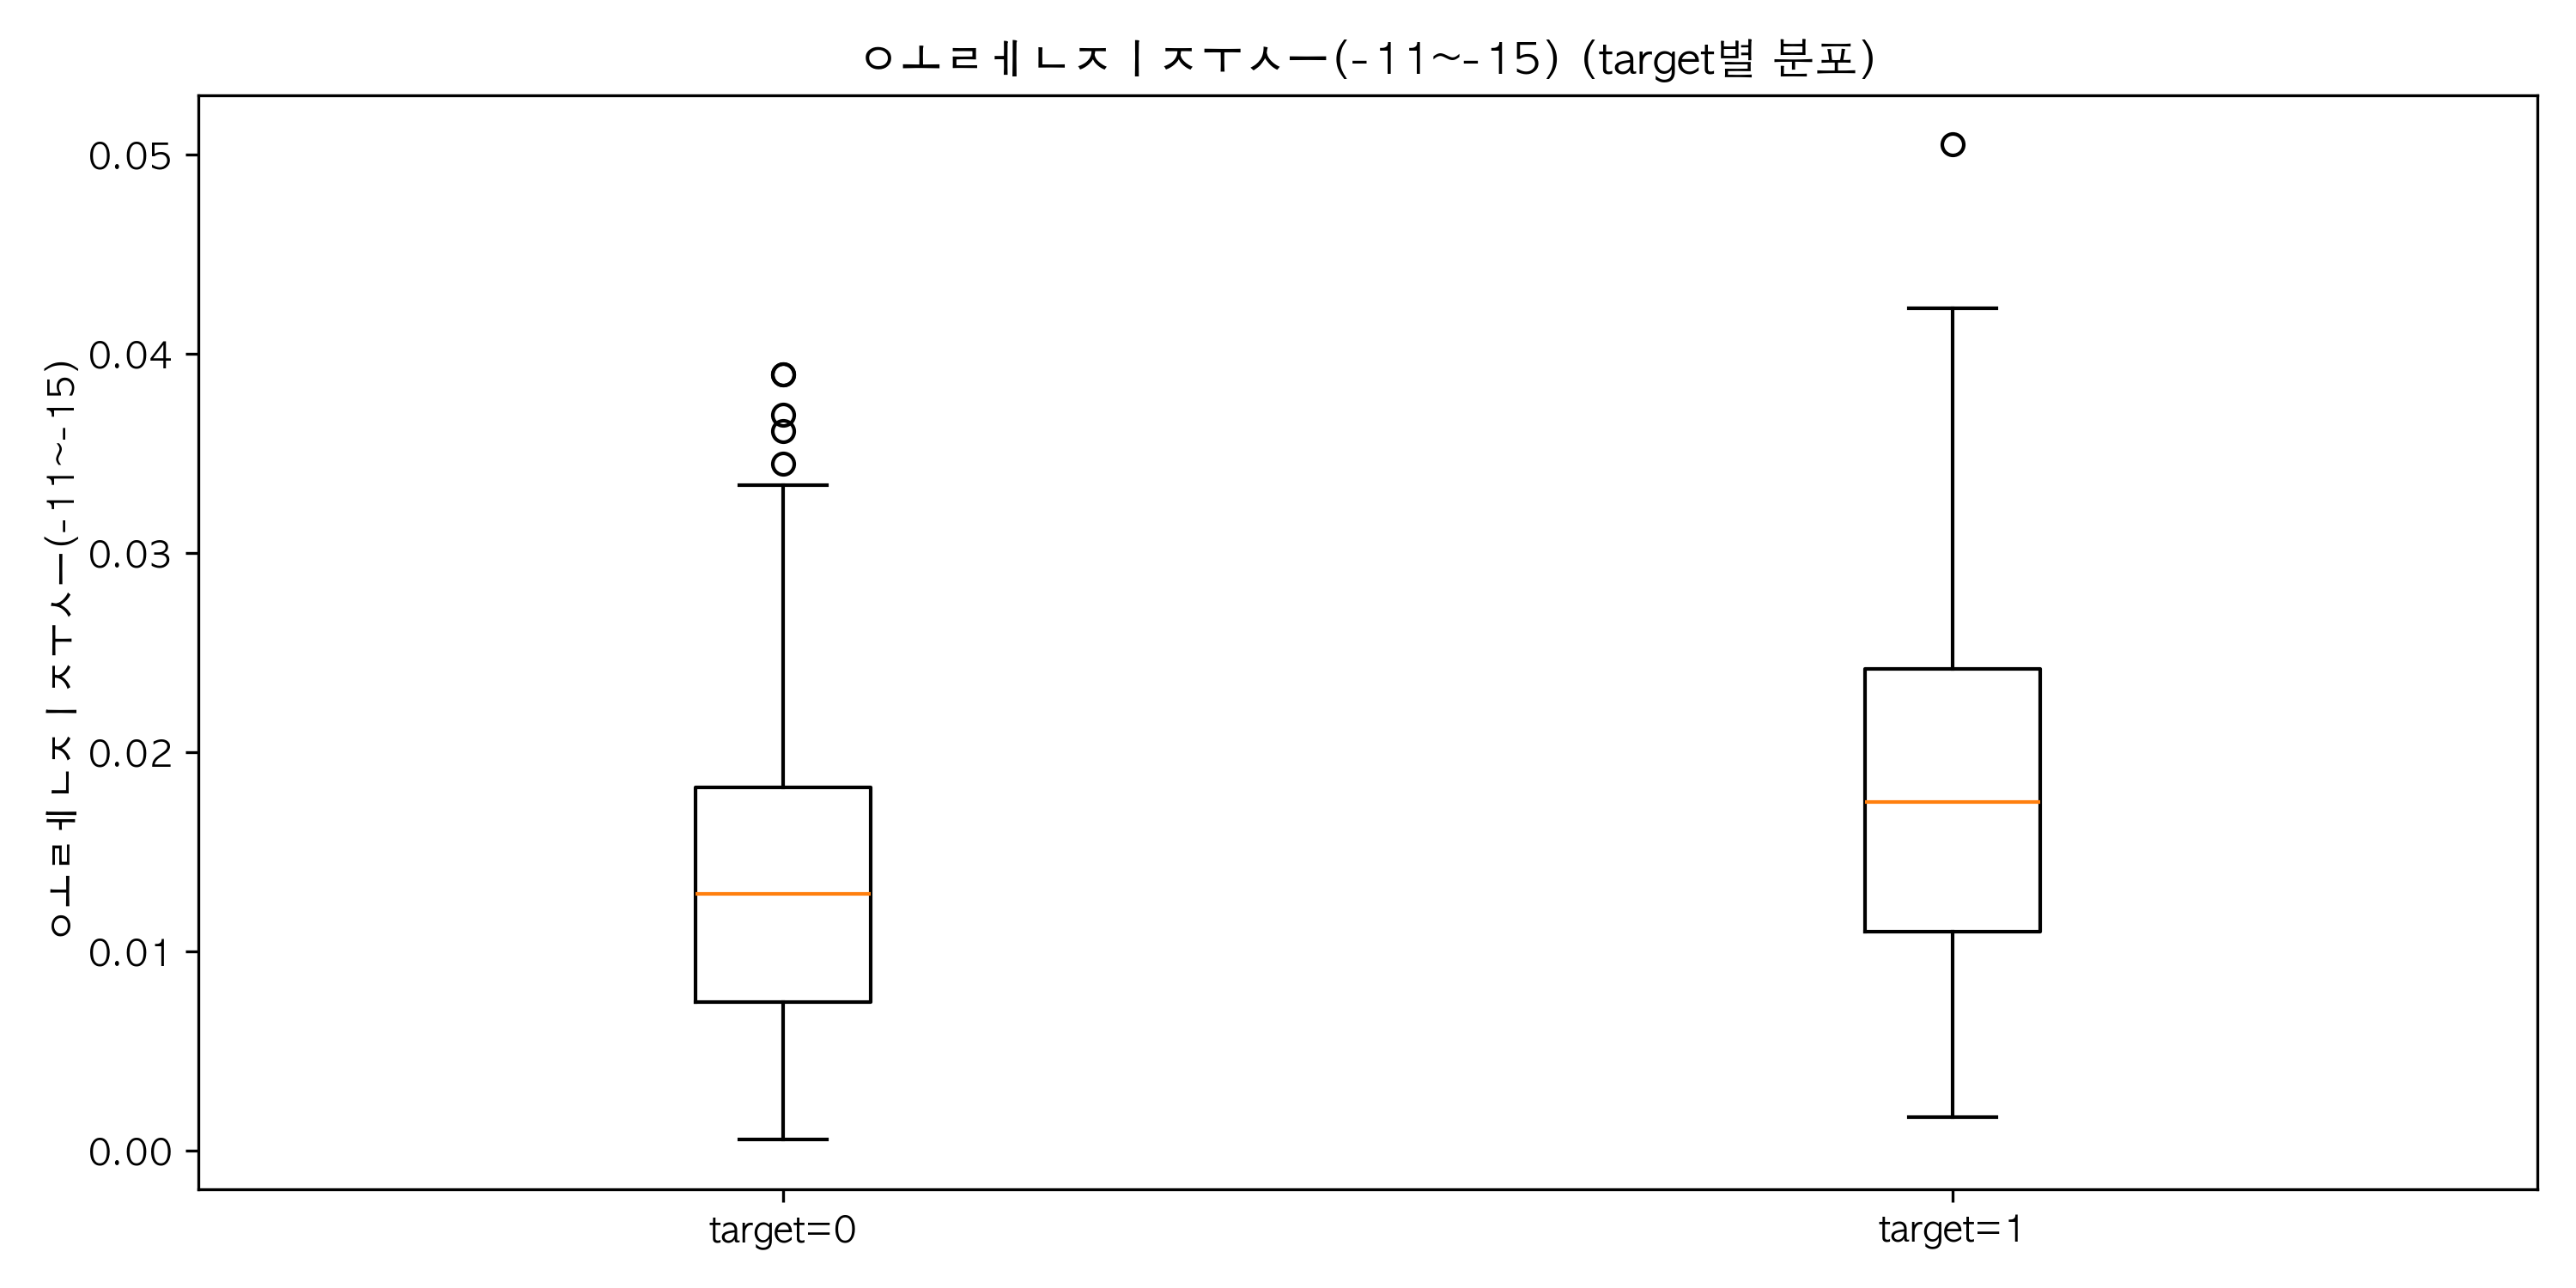 ㅇㅗㄹㅔㄴㅈㅣㅈㅜㅅㅡ(-11~-15) (target별 분포)
ㅇㅗㄹㅔㄴㅈㅣㅈㅜㅅㅡ(-11~-15)
0.05
0.04
0.03
0.02
0.01
0.00
target=0
target=1